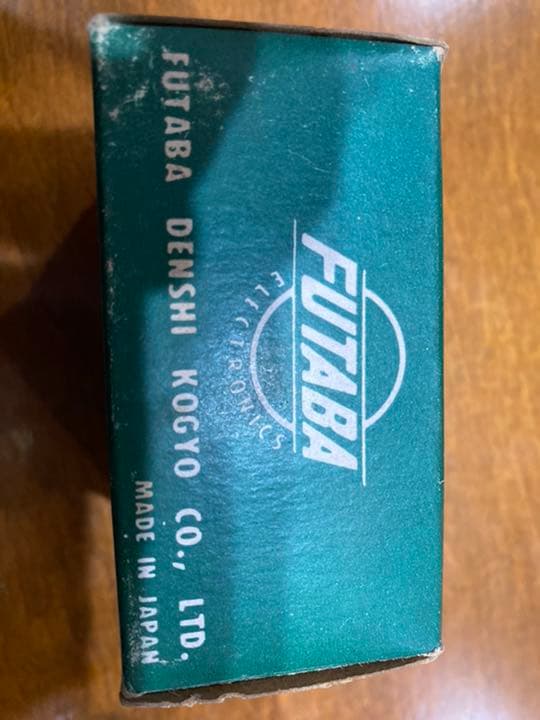 FUTABA
ELECTRONICS
FUTABA DENSHI KOGYO CO., LTD.
MADE IN JAPAN